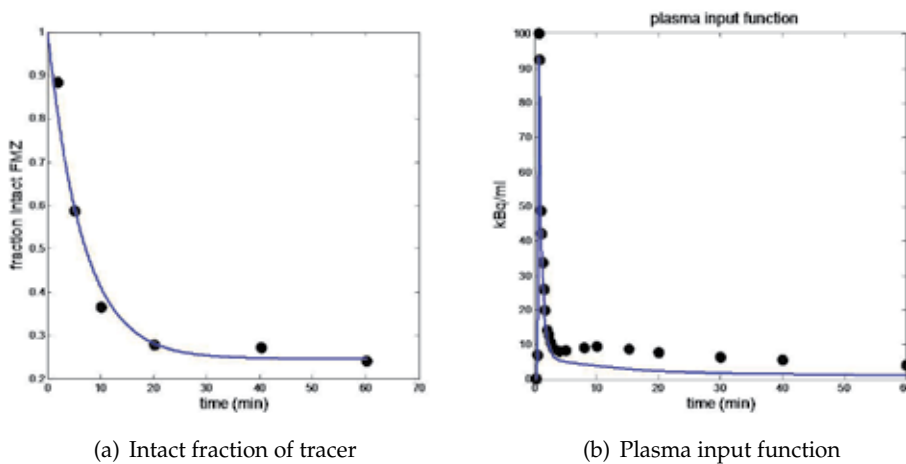 plasma input function
1
0.9
0.8
0.7
0.6
0.5
0.4
0.3
0.2
fraction intact FMZ
0 10 20 30 40 50 60 70
time (min)
100
90
80
70
60
50
40
30
20
10
0
kBq/ml
0 10 20 30 40 50 60
time (min)
(a) Intact fraction of tracer
(b) Plasma input function